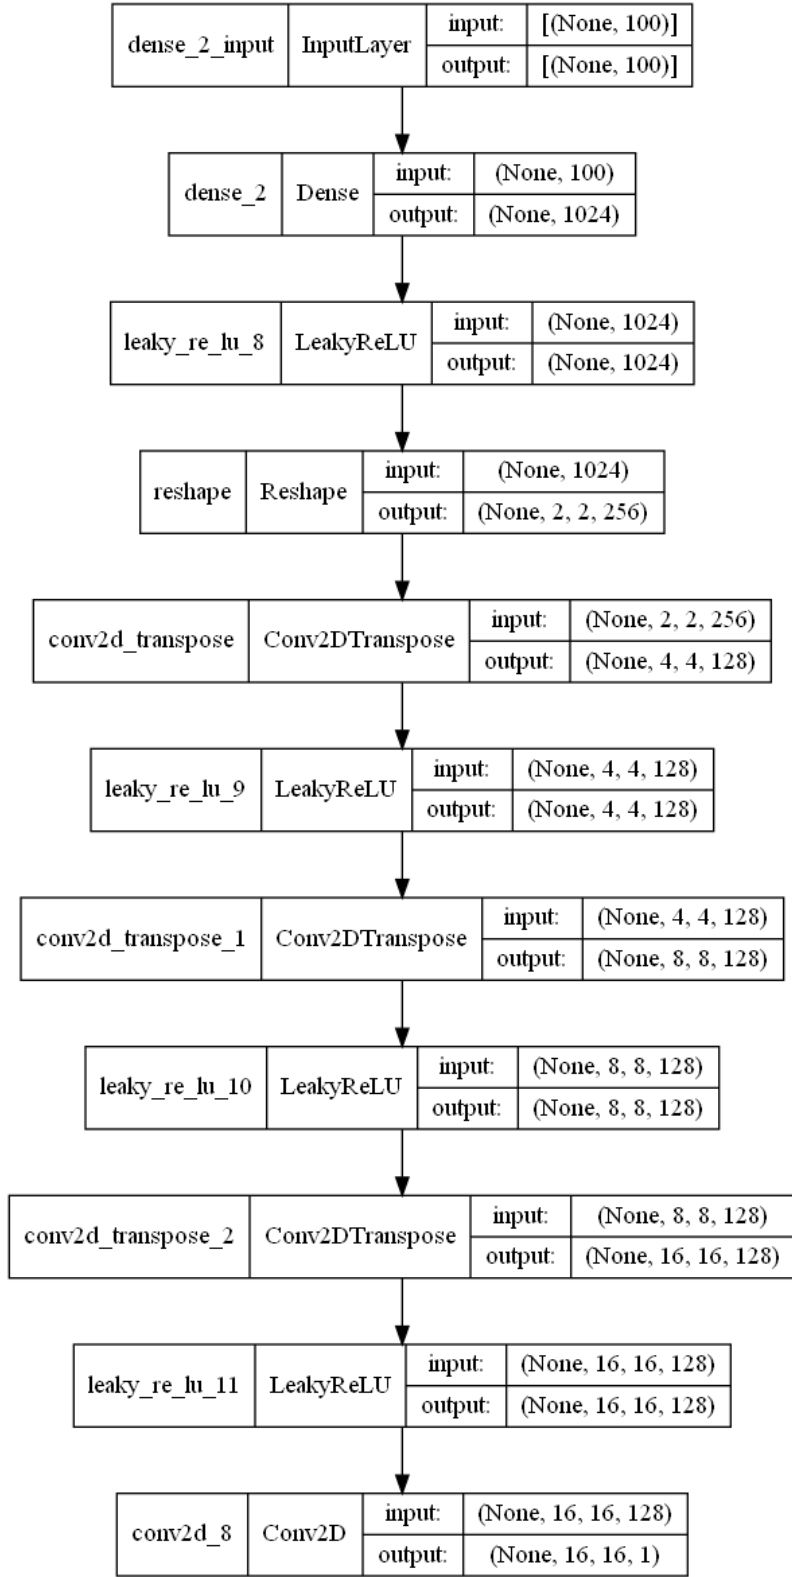 dense_2_input InputLayer input: [(None, 100)]
output: [(None, 100)]
dense_2 Dense input: (None, 100)
output: (None, 1024)
leaky_re_lu_8 LeakyReLU input: (None, 1024)
output: (None, 1024)
reshape Reshape input: (None, 1024)
output: (None, 2, 2, 256)
conv2d_transpose Conv2DTranspose input: (None, 2, 2, 256)
output: (None, 4, 4, 128)
leaky_re_lu_9 LeakyReLU input: (None, 4, 4, 128)
output: (None, 4, 4, 128)
conv2d_transpose_1 Conv2DTranspose input: (None, 4, 4, 128)
output: (None, 8, 8, 128)
leaky_re_lu_10 LeakyReLU input: (None, 8, 8, 128)
output: (None, 8, 8, 128)
conv2d_transpose_2 Conv2DTranspose input: (None, 8, 8, 128)
output: (None, 16, 16, 128)
leaky_re_lu_11 LeakyReLU input: (None, 16, 16, 128)
output: (None, 16, 16, 128)
conv2d_8 Conv2D input: (None, 16, 16, 128)
output: (None, 16, 16, 1)